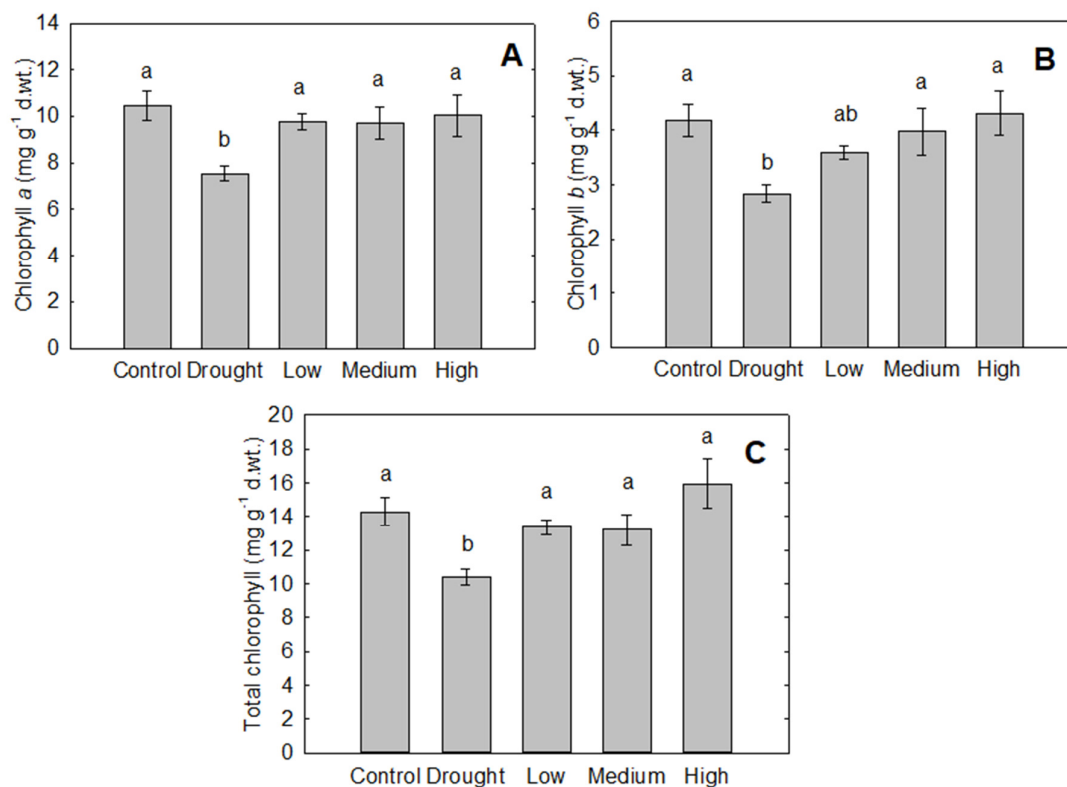 14
12
10
8
6
4
2
0
Chlorophyll a (mg g⁻¹ d.wt.)
A
a
b
a
a
a
Control Drought Low Medium High
6
5
4
3
2
1
0
Chlorophyll b (mg g⁻¹ d.wt.)
B
a
b
ab
a
a
Control Drought Low Medium High
20
18
16
14
12
10
8
6
4
2
0
Total chlorophyll (mg g⁻¹ d.wt.)
C
a
b
a
a
a
Control Drought Low Medium High